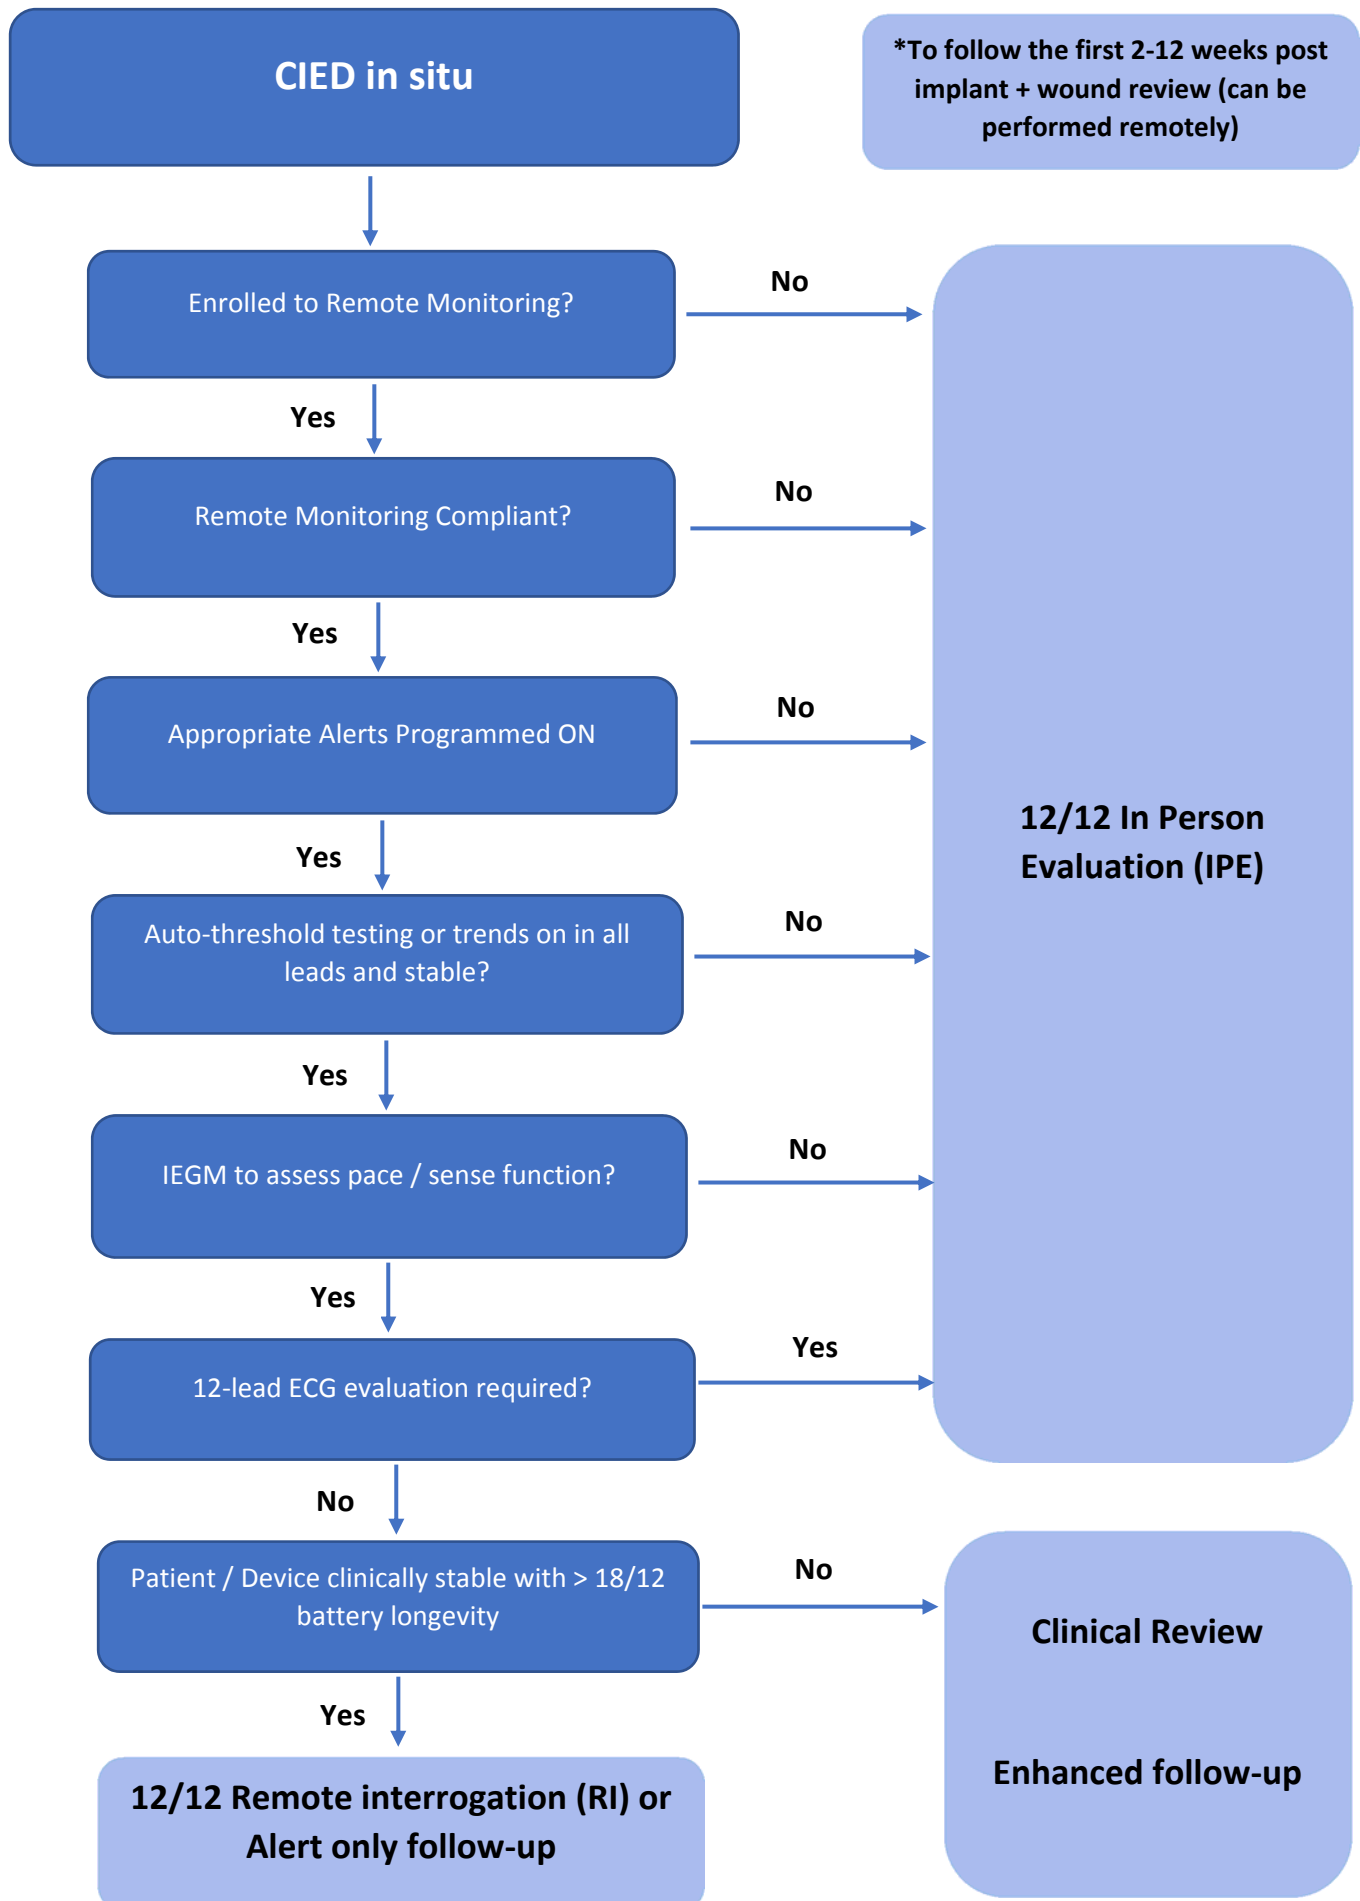 CIED in situ
*To follow the first 2-12 weeks post
implant + wound review (can be
performed remotely)
Enrolled to Remote Monitoring?
No
Yes
Remote Monitoring Compliant?
No
Yes
Appropriate Alerts Programmed ON
No
Yes
12/12 In Person
Evaluation (IPE)
Auto-threshold testing or trends on in all
leads and stable?
No
Yes
IEGM to assess pace / sense function?
No
Yes
12-lead ECG evaluation required?
Yes
No
Patient / Device clinically stable with > 18/12
battery longevity
No
Yes
Clinical Review
Enhanced follow-up
12/12 Remote interrogation (RI) or
Alert only follow-up